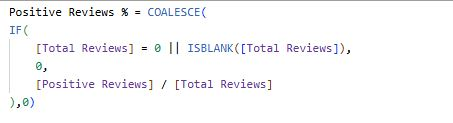 Positive Reviews % = COALESCE(
IF(
    [Total Reviews] = 0 || ISBLANK([Total Reviews]),
    0,
    [Positive Reviews] / [Total Reviews]
),0)